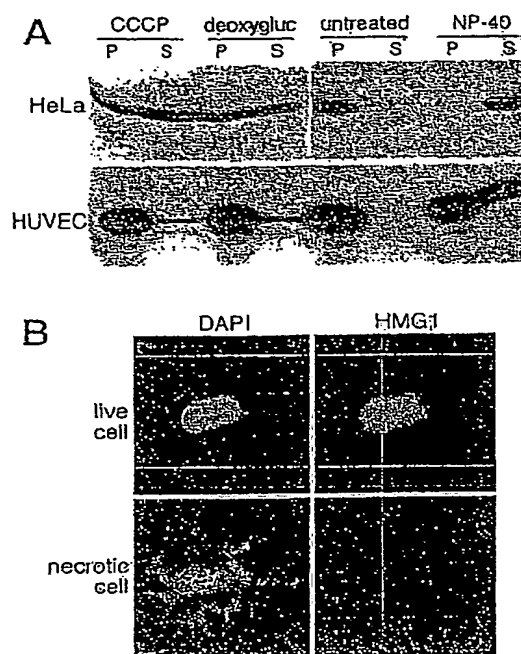 A
CCCP deoxygluc untreated NP-40
P S P S P S P S
HeLa
HUVEC
B
DAPI HMG1
live cell
necrotic cell